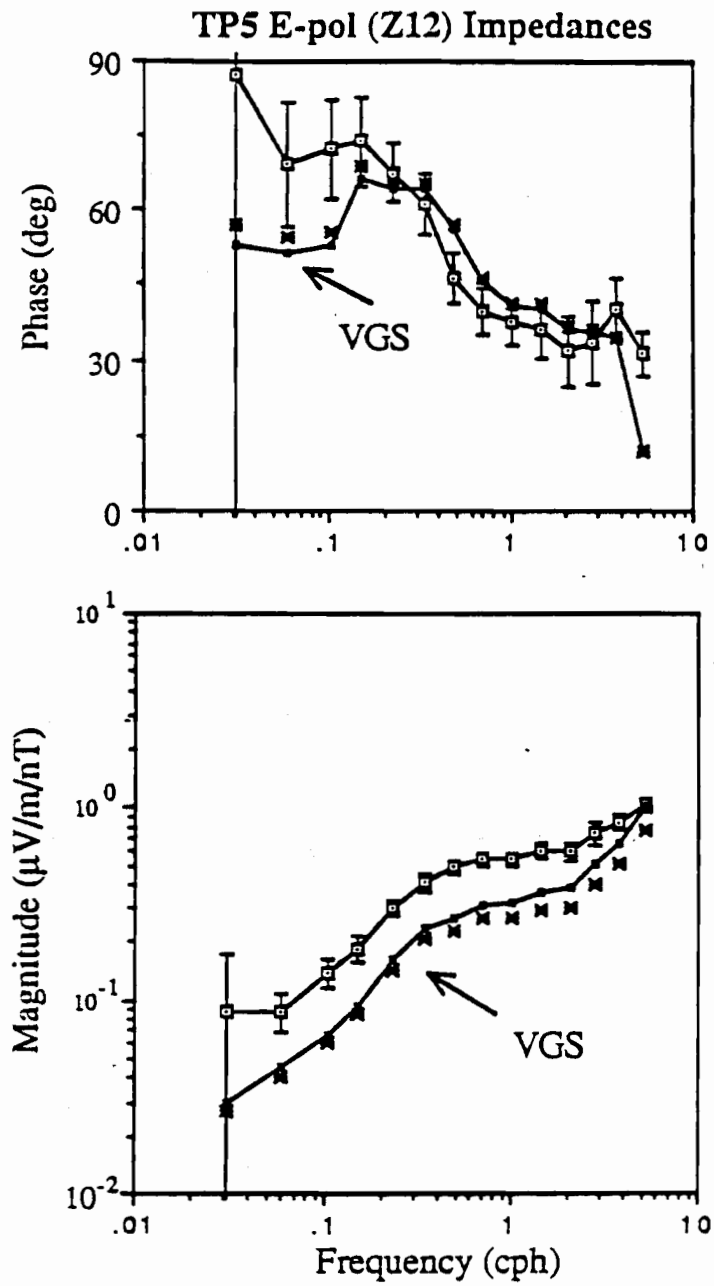 TP5 E-pol (Z12) Impedances
90
60
30
0
Phase (deg)
VGS
.01
.1
1
10
10^1
10^0
10^-1
10^-2
Magnitude (μV/m/nT)
VGS
.01
.1
1
10
Frequency (cph)